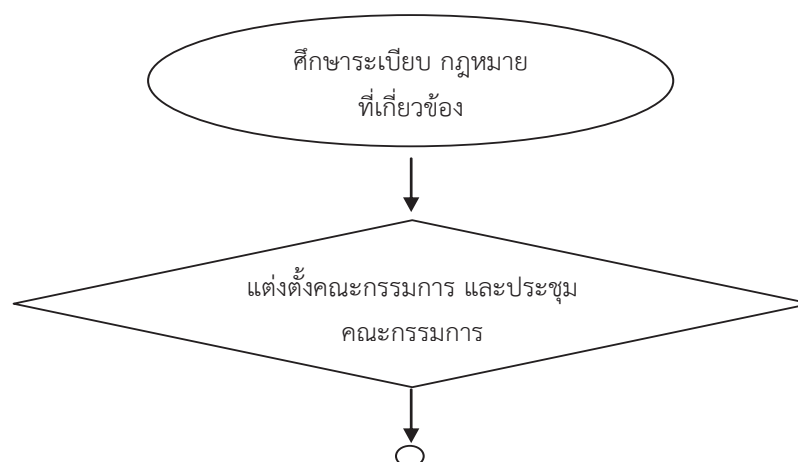 ศึกษาระเบียบ กฎหมาย
ที่เกี่ยวข้อง
แต่งตั้งคณะกรรมการ และประชุม
คณะกรรมการ